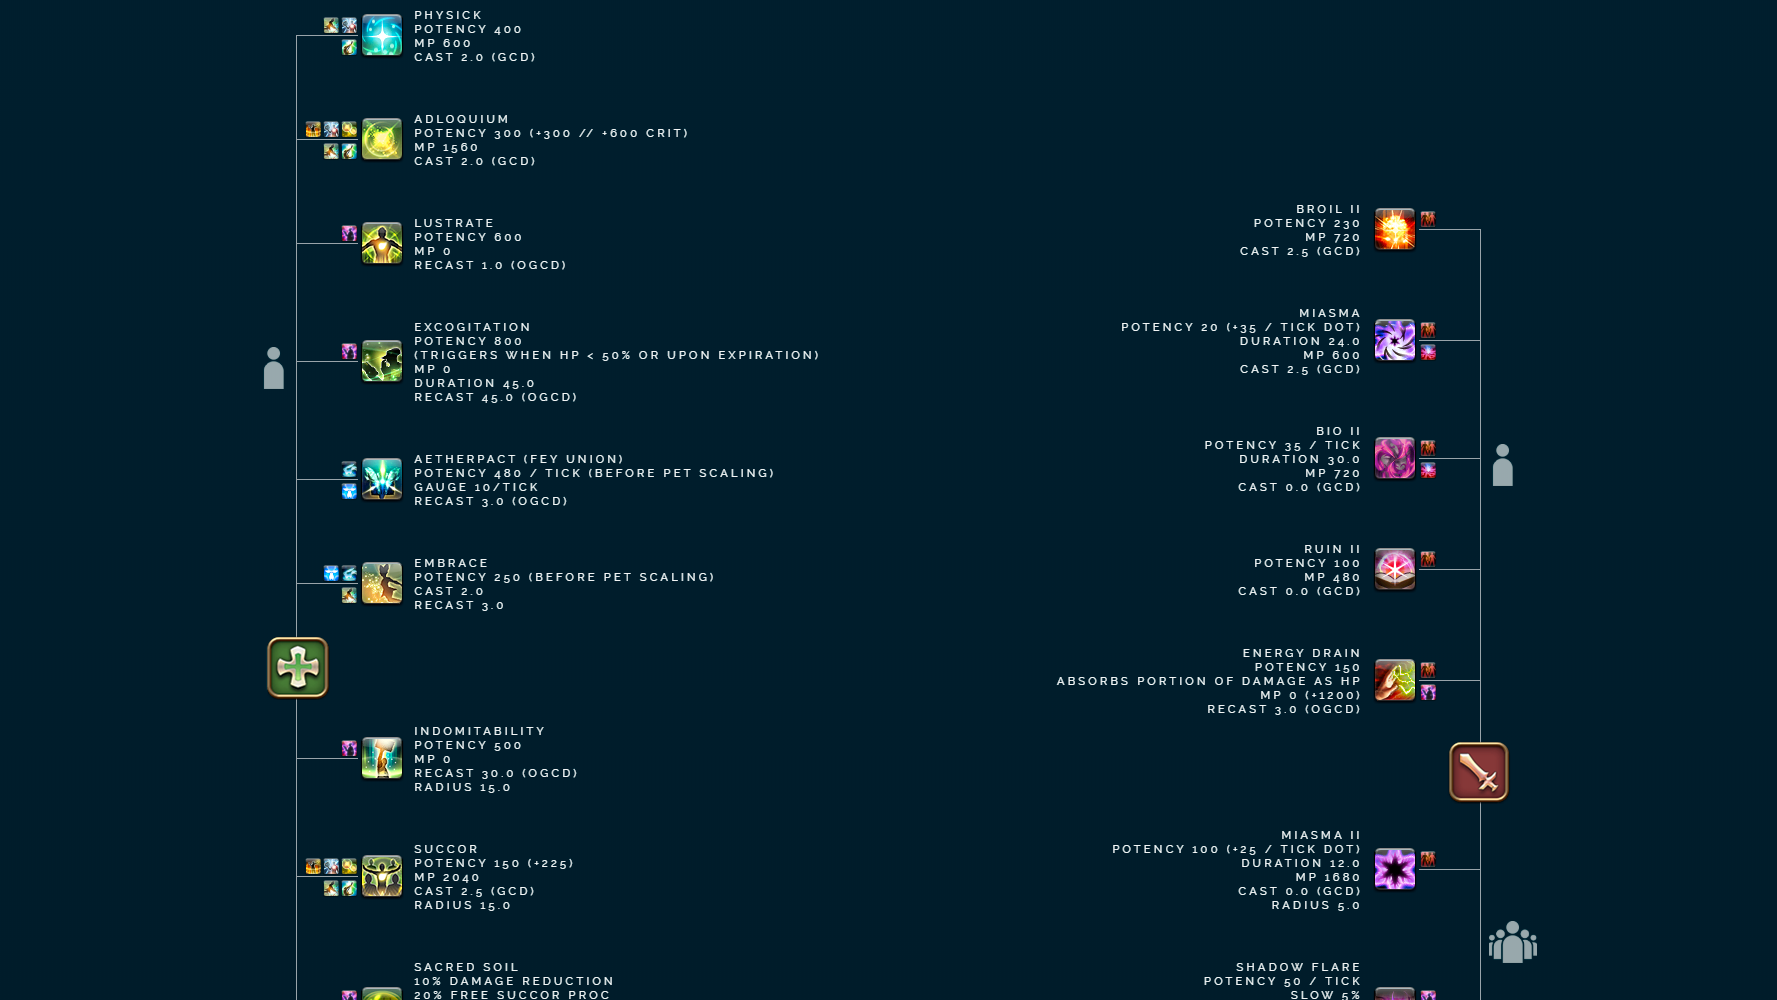 PHYSICK
POTENCY 400
MP 600
CAST 2.0 (GCD)
ADLOQUIUM
POTENCY 300 (+300 // +600 CRIT)
MP 1560
CAST 2.0 (GCD)
LUSTRATE
POTENCY 600
MP 0
RECAST 1.0 (OGCD)
EXCOGITATION
POTENCY 800
(TRIGGERS WHEN HP < 50% OR UPON EXPIRATION)
MP 0
DURATION 45.0
RECAST 45.0 (OGCD)
AETHERPACT (FEY UNION)
POTENCY 480 / TICK (BEFORE PET SCALING)
GAUGE 10/TICK
RECAST 3.0 (OGCD)
EMBRACE
POTENCY 250 (BEFORE PET SCALING)
CAST 2.0
RECAST 3.0
INDOMITABILITY
POTENCY 500
MP 0
RECAST 30.0 (OGCD)
RADIUS 15.0
SUCCOR
POTENCY 150 (+225)
MP 2040
CAST 2.5 (GCD)
RADIUS 15.0
SACRED SOIL
10% DAMAGE REDUCTION
20% FREE SUCCOR PROC
BROIL II
POTENCY 230
MP 720
CAST 2.5 (GCD)
MIASMA
POTENCY 20 (+35 / TICK DOT)
DURATION 24.0
MP 600
CAST 2.5 (GCD)
BIO II
POTENCY 35 / TICK
DURATION 30.0
MP 720
CAST 0.0 (GCD)
RUIN II
POTENCY 100
MP 480
CAST 0.0 (GCD)
ENERGY DRAIN
POTENCY 150
ABSORBS PORTION OF DAMAGE AS HP
MP 0 (+1200)
RECAST 3.0 (OGCD)
MIASMA II
POTENCY 100 (+25 / TICK DOT)
DURATION 12.0
MP 1680
CAST 0.0 (GCD)
RADIUS 5.0
SHADOW FLARE
POTENCY 50 / TICK
SLOW 5%